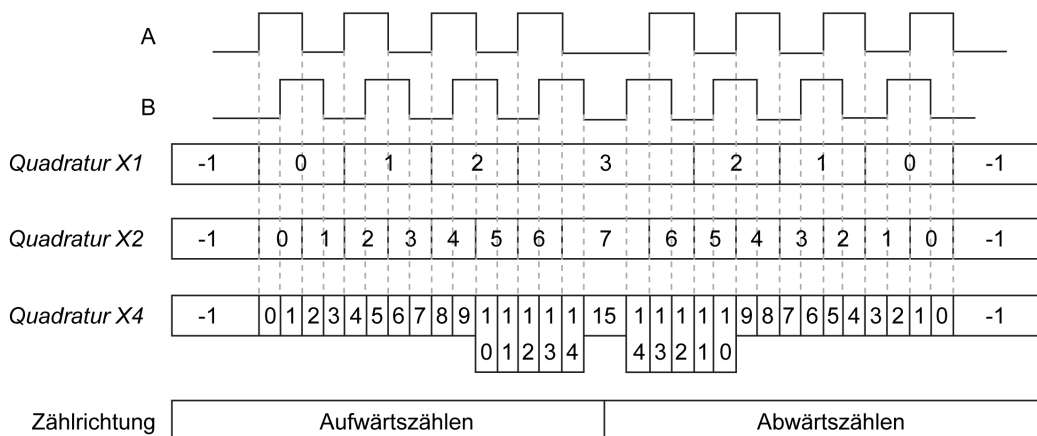 A
B
Quadratur X1 -1 0 1 2 3 2 1 0 -1
Quadratur X2 -1 0 1 2 3 4 5 6 7 6 5 4 3 2 1 0 -1
Quadratur X4 -1 0 1 2 3 4 5 6 7 8 9 1 1 1 1 1 15 1 1 1 1 1 9 8 7 6 5 4 3 2 1 0 -1
0 1 2 3 4 4 3 2 1 0
Zählrichtung Aufwärtszählen Abwärtszählen